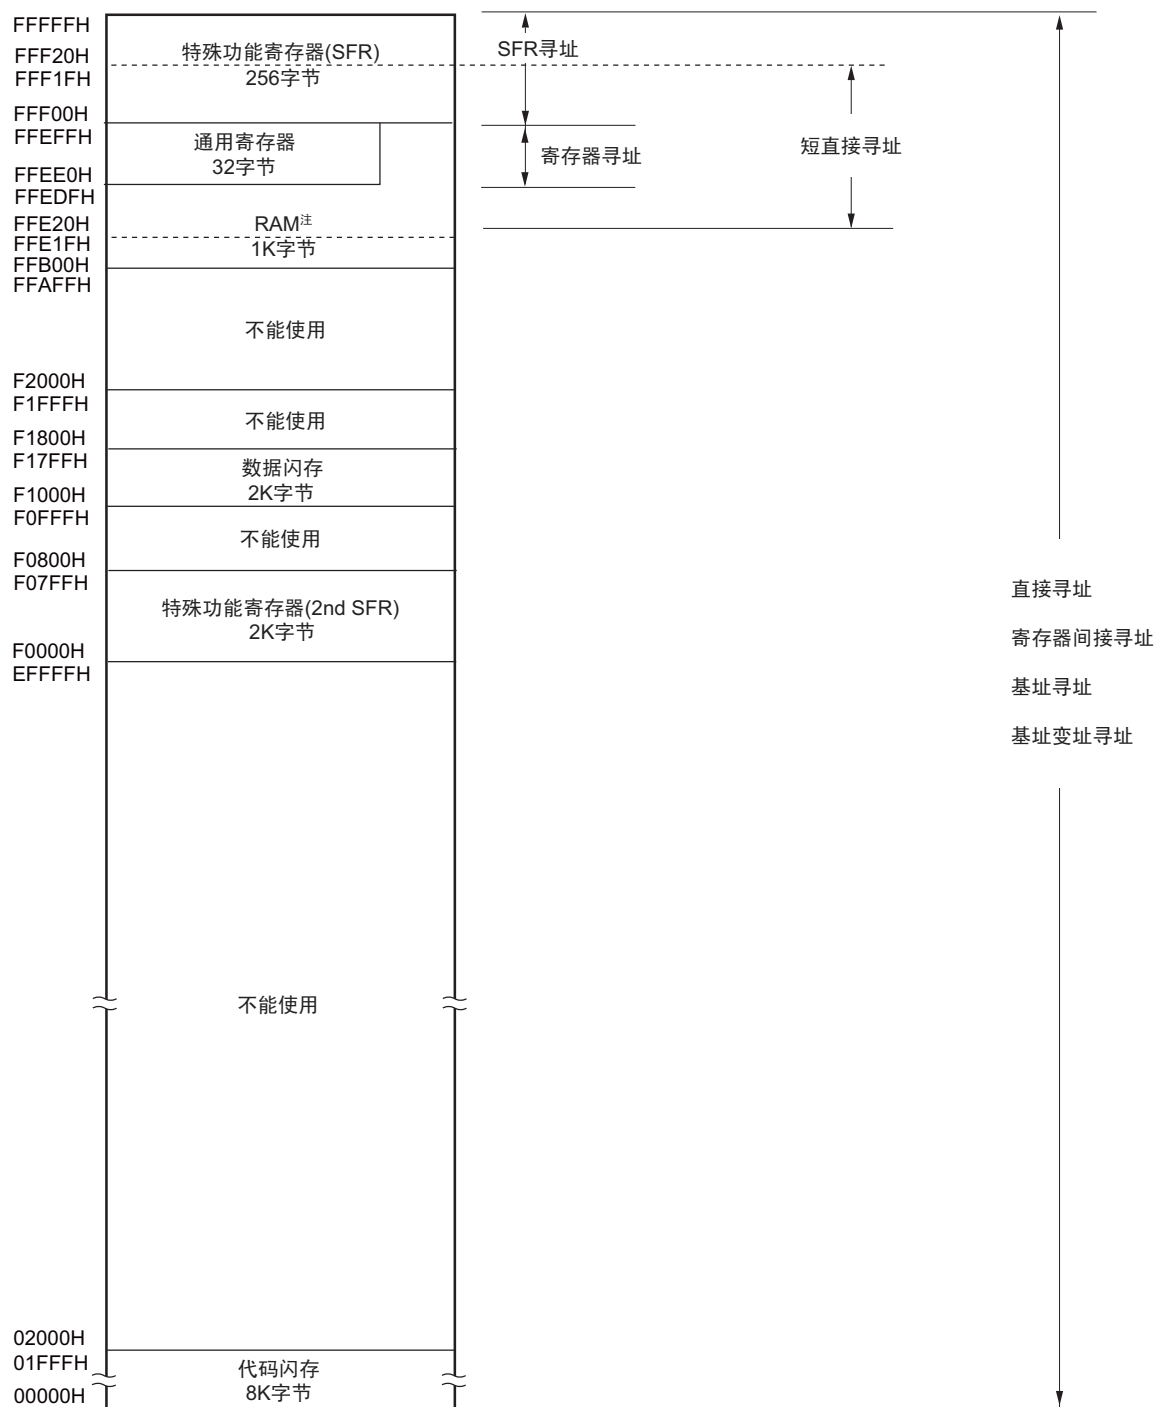 FFFFFH
FFF20H
FFF1FH
FFF00H
FFEFFH
FFEE0H
FFEDFH
FFE20H
FFE1FH
FFB00H
FFAFFH
F2000H
F1FFFH
F1800H
F17FFH
F1000H
F0FFFH
F0800H
F07FFH
F0000H
EFFFFH
02000H
01FFFH
00000H
特殊功能寄存器(SFR)
256字节
通用寄存器
32字节
RAM注
1K字节
不能使用
不能使用
数据闪存
2K字节
不能使用
特殊功能寄存器(2nd SFR)
2K字节
不能使用
代码闪存
8K字节
SFR寻址
寄存器寻址
短直接寻址
直接寻址
寄存器间接寻址
基址寻址
基址变址寻址